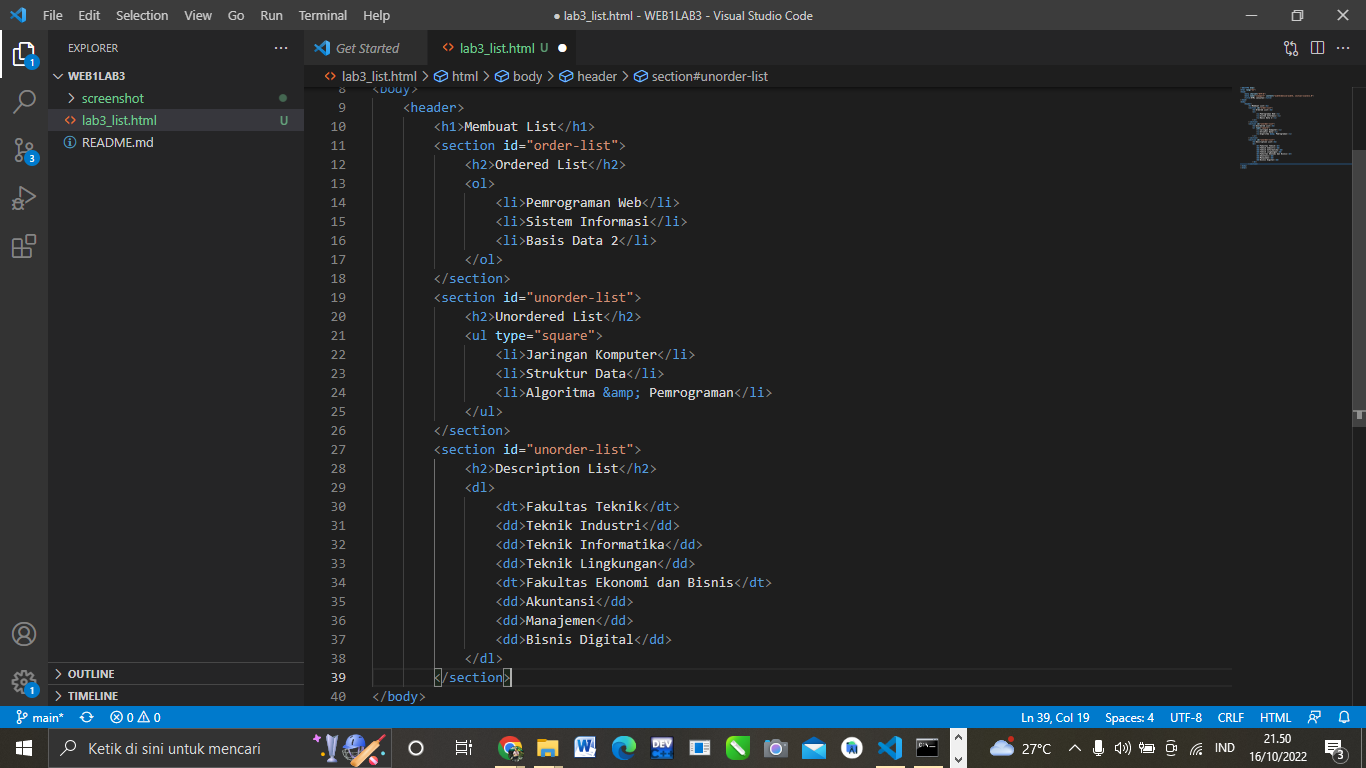 File Edit Selection View Go Run Terminal Help ● lab3_list.html - WEB1LAB3 - Visual Studio Code
EXPLORER
Get Started
lab3_list.html U
WEB1LAB3
screenshot
lab3_list.html U
README.md
lab3_list.html > html > body > header > section#unorder-list
8 <body>
9 <header>
10 <h1>Membuat List</h1>
11 <section id="order-list">
12 <h2>Ordered List</h2>
13 <ol>
14 <li>Pemrograman Web</li>
15 <li>Sistem Informasi</li>
16 <li>Basis Data 2</li>
17 </ol>
18 </section>
19 <section id="unorder-list">
20 <h2>Unordered List</h2>
21 <ul type="square">
22 <li>Jaringan Komputer</li>
23 <li>Struktur Data</li>
24 <li>Algoritma &amp; Pemrograman</li>
25 </ul>
26 </section>
27 <section id="unorder-list">
28 <h2>Description List</h2>
29 <dl>
30 <dt>Fakultas Teknik</dt>
31 <dd>Teknik Industri</dd>
32 <dd>Teknik Informatika</dd>
33 <dd>Teknik Lingkungan</dd>
34 <dt>Fakultas Ekonomi dan Bisnis</dt>
35 <dd>Akuntansi</dd>
36 <dd>Manajemen</dd>
37 <dd>Bisnis Digital</dd>
38 </dl>
39 </section>
40 </body>
1
3
1
OUTLINE
TIMELINE
main* 0 0 Ln 39, Col 19 Spaces: 4 UTF-8 CRLF HTML
Ketik di sini untuk mencari
DEV
27°C
IND
21.50
16/10/2022
3